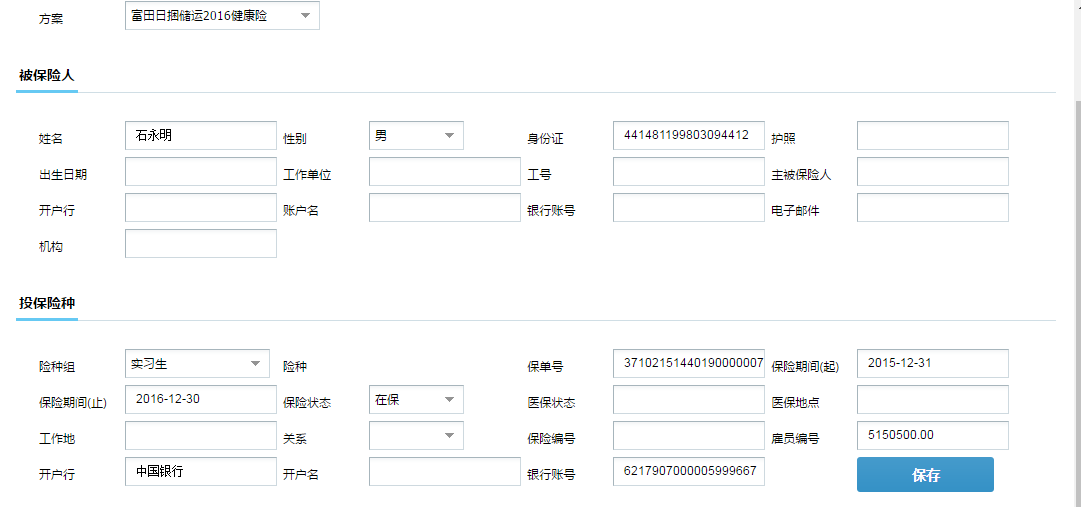 方案 富田日捆储运2016健康险
被保险人
姓名 石永明 性别 男 身份证 441481199803094412 护照
出生日期 工作单位 工号 主被保险人
开户行 账户名 银行账号 电子邮件
机构
投保险种
险种组 实习生 险种 保单号 37102151440190000007 保险期间(起) 2015-12-31
保险期间(止) 2016-12-30 保险状态 在保 医保状态 医保地点
工作地 关系 保险编号 雇员编号 5150500.00
开户行 中国银行 开户名 银行账号 6217907000005999667 保存